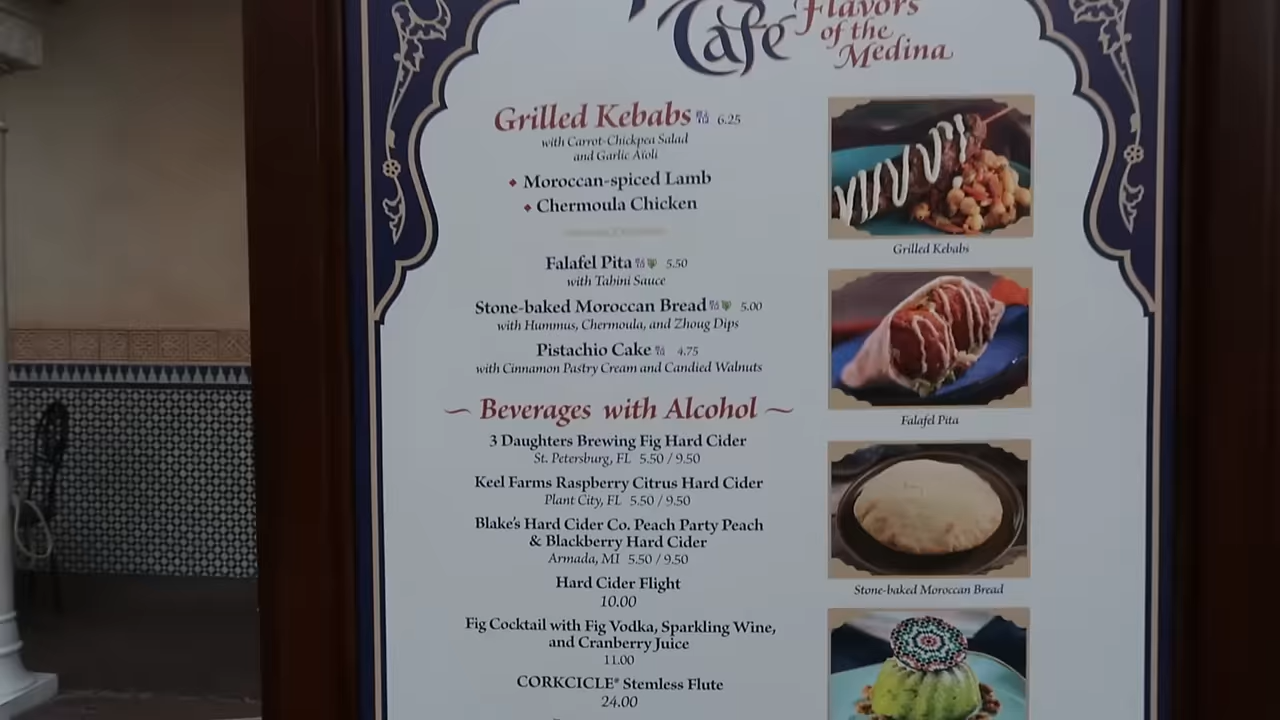 Cafe
Flavors
of the
Medina
Grilled Kebabs 6.25
with Carrot-Chickpea Salad
and Garlic Aïoli
Moroccan-spiced Lamb
Chermoula Chicken
Falafel Pita 5.50
with Tahini Sauce
Stone-baked Moroccan Bread 5.00
with Hummus, Chermoula, and Zhoug Dips
Pistachio Cake 4.75
with Cinnamon Pastry Cream and Candied Walnuts
~ Beverages with Alcohol ~
3 Daughters Brewing Fig Hard Cider
St. Petersburg, FL 5.50 / 9.50
Keel Farms Raspberry Citrus Hard Cider
Plant City, FL 5.50 / 9.50
Blake's Hard Cider Co. Peach Party Peach
& Blackberry Hard Cider
Armada, MI 5.50 / 9.50
Hard Cider Flight
10.00
Fig Cocktail with Fig Vodka, Sparkling Wine,
and Cranberry Juice
11.00
CORKCICLE® Stemless Flute
24.00
Grilled Kebabs
Falafel Pita
Stone-baked Moroccan Bread